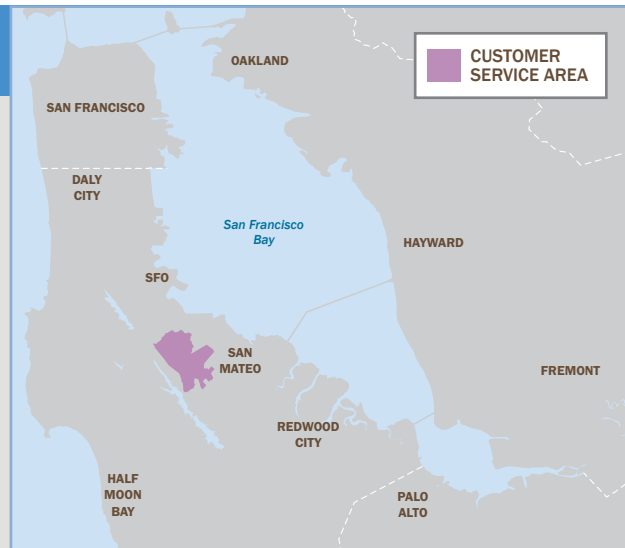 CUSTOMER
SERVICE AREA
OAKLAND
SAN FRANCISCO
DALY
CITY
San Francisco
Bay
HAYWARD
SFO
SAN
MATEO
FREMONT
REDWOOD
CITY
HALF
MOON
BAY
PALO
ALTO